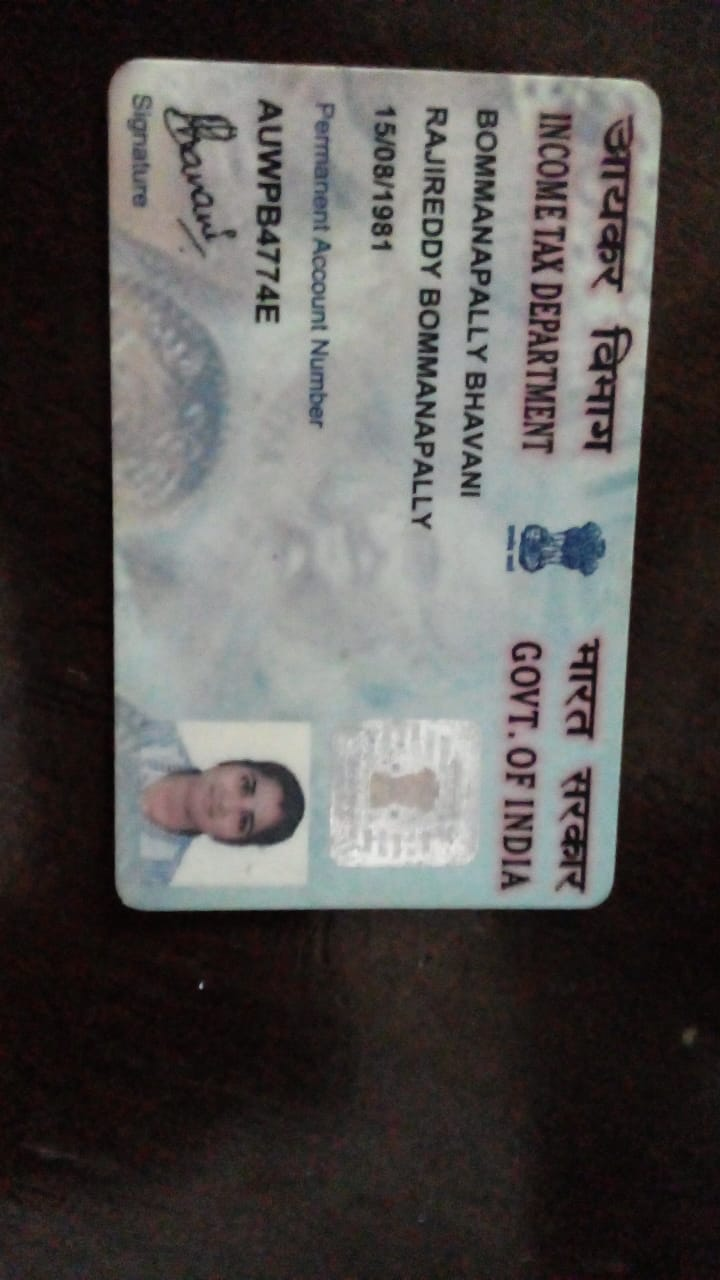 आयकर विभाग
INCOME TAX DEPARTMENT
भारत सरकार
GOVT. OF INDIA
BOMMANAPALLY BHAVANI
RAJIREDDY BOMMANAPALLY
15/08/1981
Permanent Account Number
AUWPB4774E
Bhavani
Signature